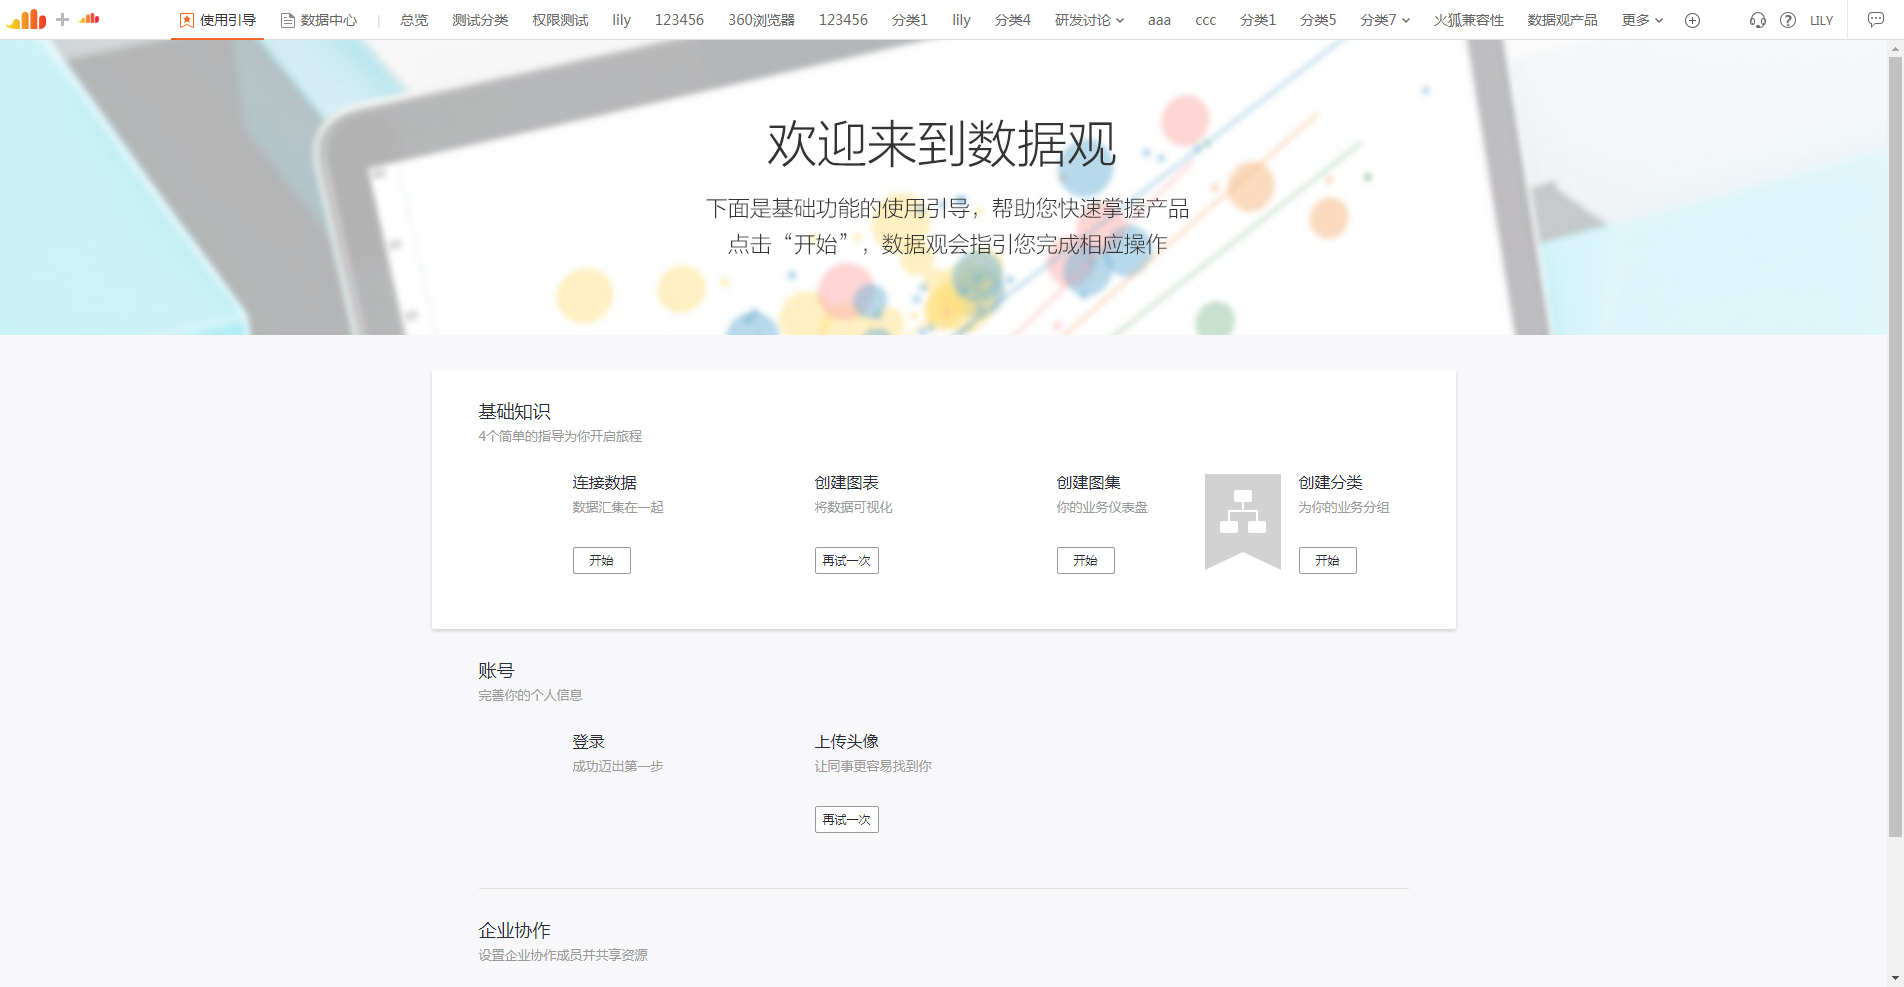 使用引导 数据中心 | 总览 测试分类 权限测试 lily 123456 360浏览器 123456 分类1 lily 分类4 研发讨论 aaa ccc 分类1 分类5 分类7 火狐兼容性 数据观产品 更多 LILY
欢迎来到数据观
下面是基础功能的使用引导，帮助您快速掌握产品
点击“开始”，数据观会指引您完成相应操作
基础知识
4个简单的指导为你开启旅程
连接数据 创建图表 创建图集 创建分类
数据汇集在一起 将数据可视化 你的业务仪表盘 为你的业务分组
开始 再试一次 开始 开始
账号
完善你的个人信息
登录 上传头像
成功迈出第一步 让同事更容易找到你
再试一次
企业协作
设置企业协作成员并共享资源